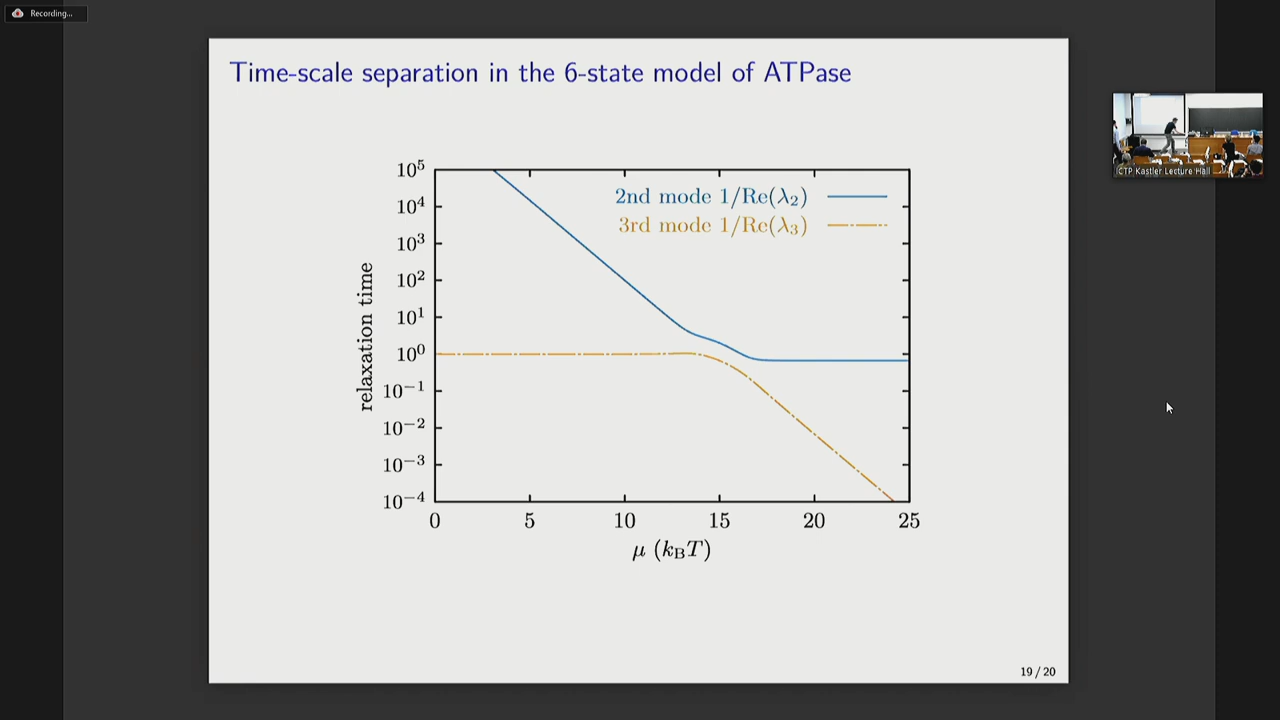 Recording...
Time-scale separation in the 6-state model of ATPase
2nd mode 1/Re(λ₂)
3rd mode 1/Re(λ₃)
relaxation time
10⁵
10⁴
10³
10²
10¹
10⁰
10⁻¹
10⁻²
10⁻³
10⁻⁴
0 5 10 15 20 25
μ (k_BT)
19 / 20
ICTP Kastler Lecture Hall